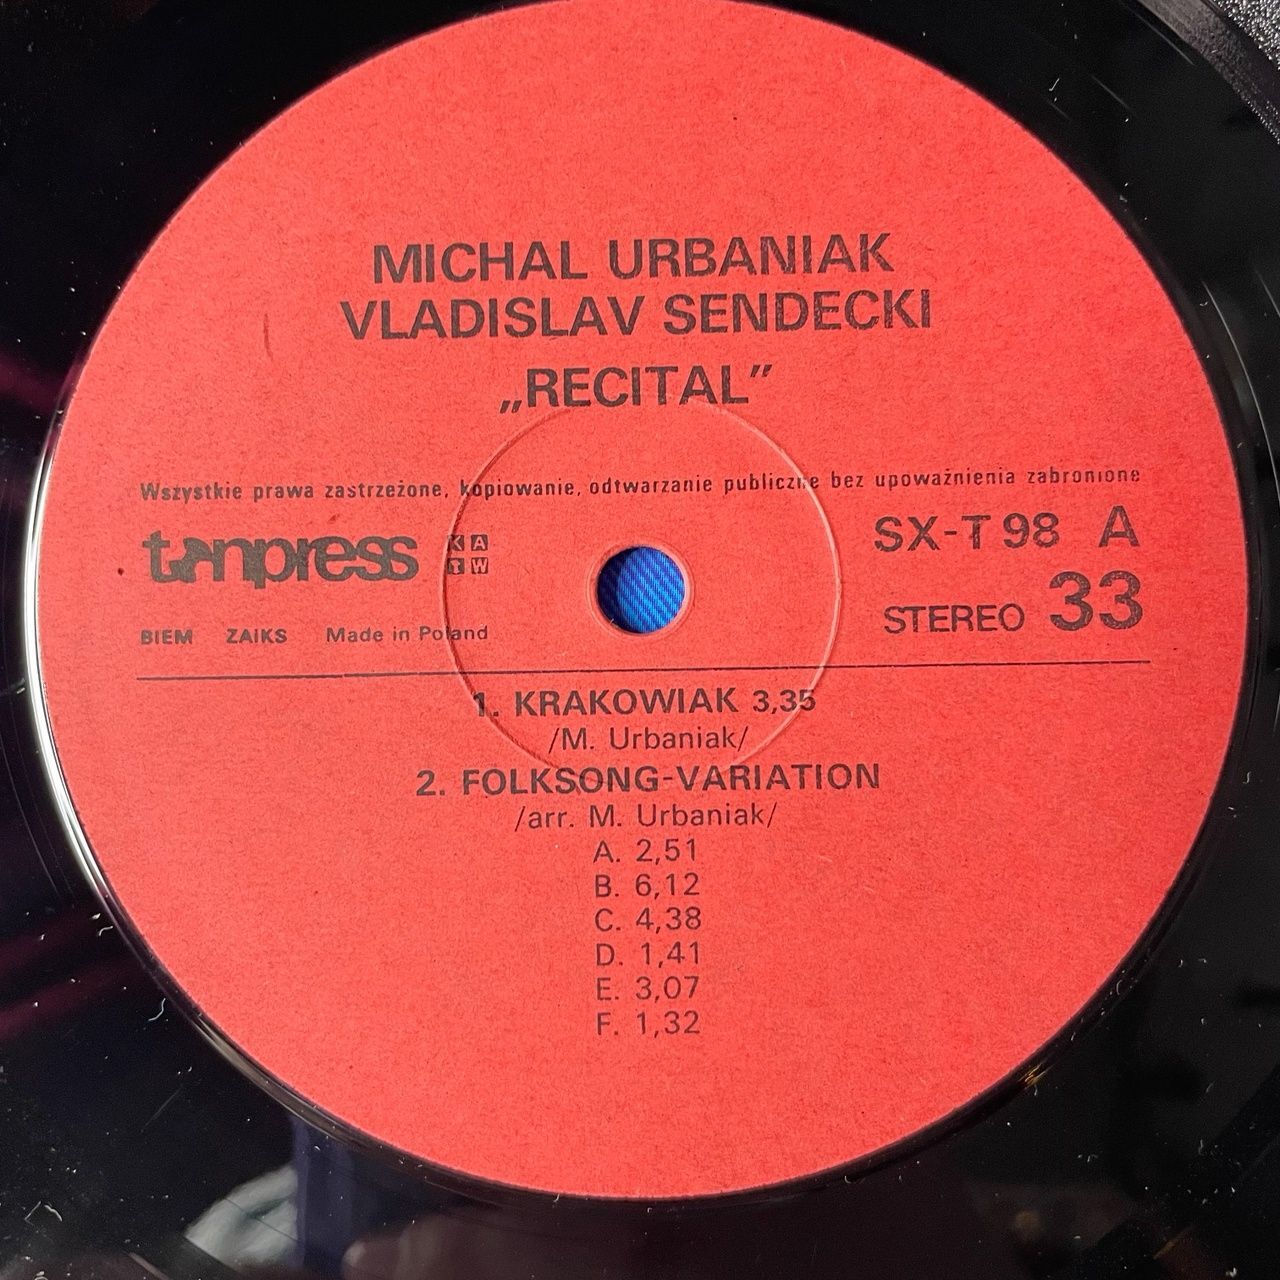 MICHAL URBANIAK
VLADISLAV SENDECKI
„RECITAL”
Wszystkie prawa zastrzeżone, kopiowanie, odtwarzanie publiczne bez upoważnienia zabronione
tonpress KA TW
SX-T 98 A
STEREO 33
BIEM ZAIKS Made in Poland
1. KRAKOWIAK 3,35
/M. Urbaniak/
2. FOLKSONG-VARIATION
/arr. M. Urbaniak/
A. 2,51
B. 6,12
C. 4,38
D. 1,41
E. 3,07
F. 1,32